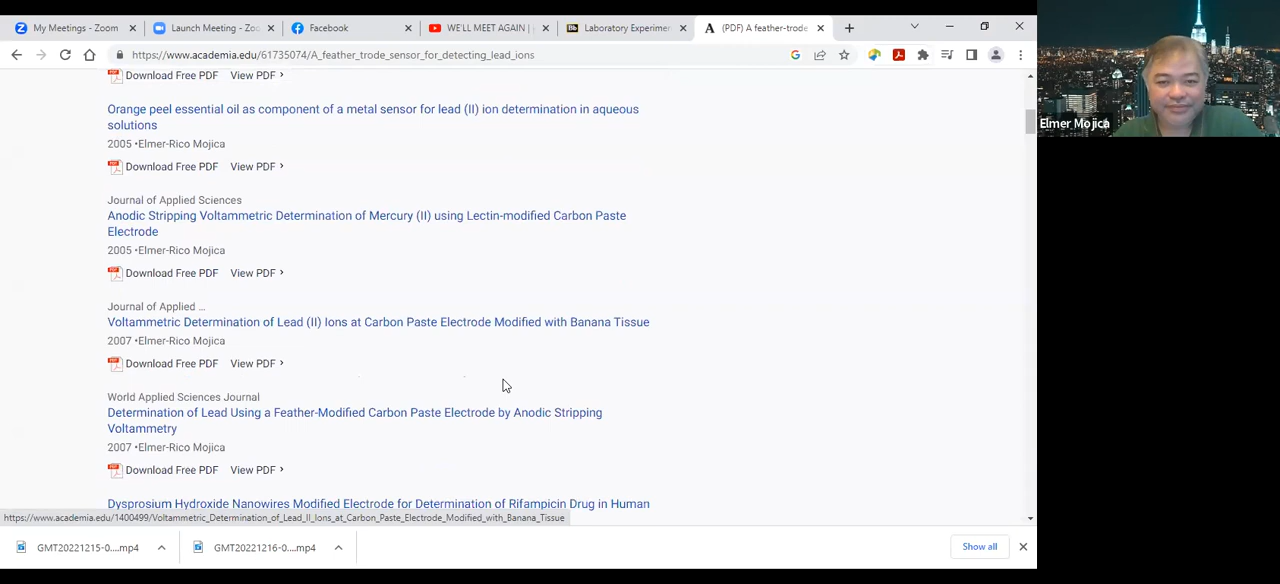 My Meetings - Zoom
Launch Meeting - Zoo
Facebook
WE'LL MEET AGAIN |
Laboratory Experimer
(PDF) A feather-trode
https://www.academia.edu/61735074/A_feather_trode_sensor_for_detecting_lead_ions
Elmer Mojica
Download Free PDF View PDF
Orange peel essential oil as component of a metal sensor for lead (II) ion determination in aqueous
solutions
2005 •Elmer-Rico Mojica
Download Free PDF View PDF
Journal of Applied Sciences
Anodic Stripping Voltammetric Determination of Mercury (II) using Lectin-modified Carbon Paste
Electrode
2005 •Elmer-Rico Mojica
Download Free PDF View PDF
Journal of Applied ...
Voltammetric Determination of Lead (II) Ions at Carbon Paste Electrode Modified with Banana Tissue
2007 •Elmer-Rico Mojica
Download Free PDF View PDF
World Applied Sciences Journal
Determination of Lead Using a Feather-Modified Carbon Paste Electrode by Anodic Stripping
Voltammetry
2007 •Elmer-Rico Mojica
Download Free PDF View PDF
Dysprosium Hydroxide Nanowires Modified Electrode for Determination of Rifampicin Drug in Human
https://www.academia.edu/1400499/Voltammetric_Determination_of_Lead_II_Ions_at_Carbon_Paste_Electrode_Modified_with_Banana_Tissue
GMT20221215-0....mp4
GMT20221216-0....mp4
Show all